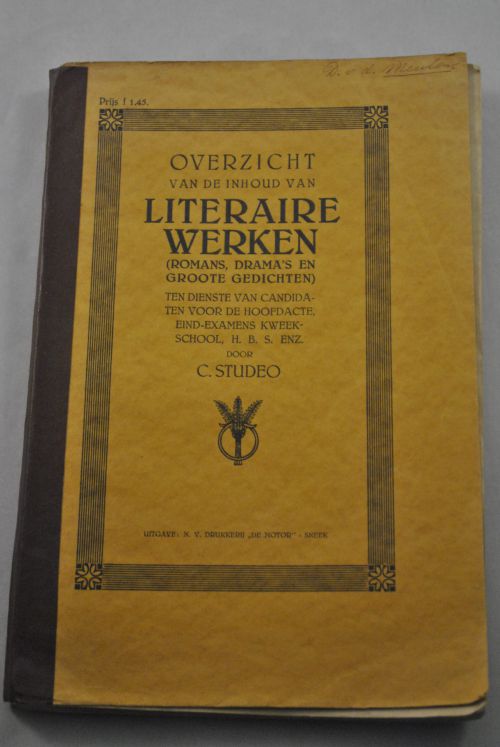 D. v. d. Meulen
Prijs f 1.45.
OVERZICHT
VAN DE INHOUD VAN
LITERAIRE
WERKEN
(ROMANS, DRAMA'S EN
GROOTE GEDICHTEN)
TEN DIENSTE VAN CANDIDA-
TEN VOOR DE HOOFDACTE,
EIND-EXAMENS KWEEK-
SCHOOL, H. B. S. ENZ.
DOOR
C. STUDEO
UITGAVE: N. V. DRUKKERIJ „DE MOTOR" - SNEEK